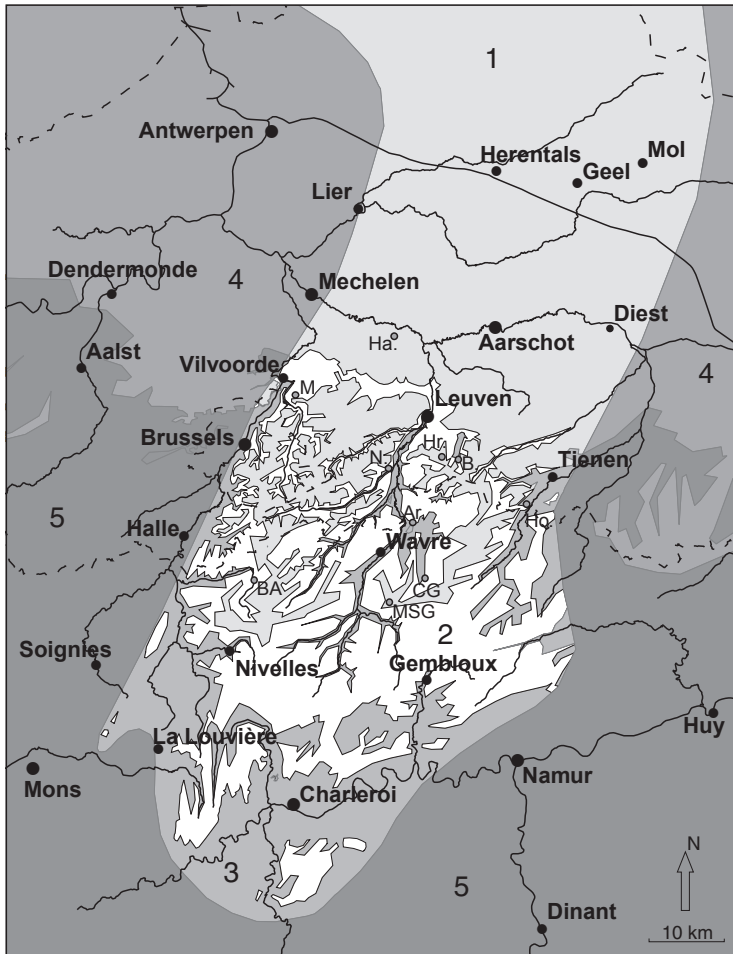 1
Antwerpen
Herentals
Mol
Geel
Lier
Dendermonde
4
Mechelen
Diest
Ha.
Aarschot
Aalst
Vilvoorde
4
M
Leuven
Brussels
Hr.
N.
B
Tienen
5
Ar
Ho.
Halle
Wavre
BA
CG
MSG
2
Soignies
Nivelles
Gembloux
La Louvière
Huy
Namur
Mons
Charleroi
N
3
5
Dinant
10 km